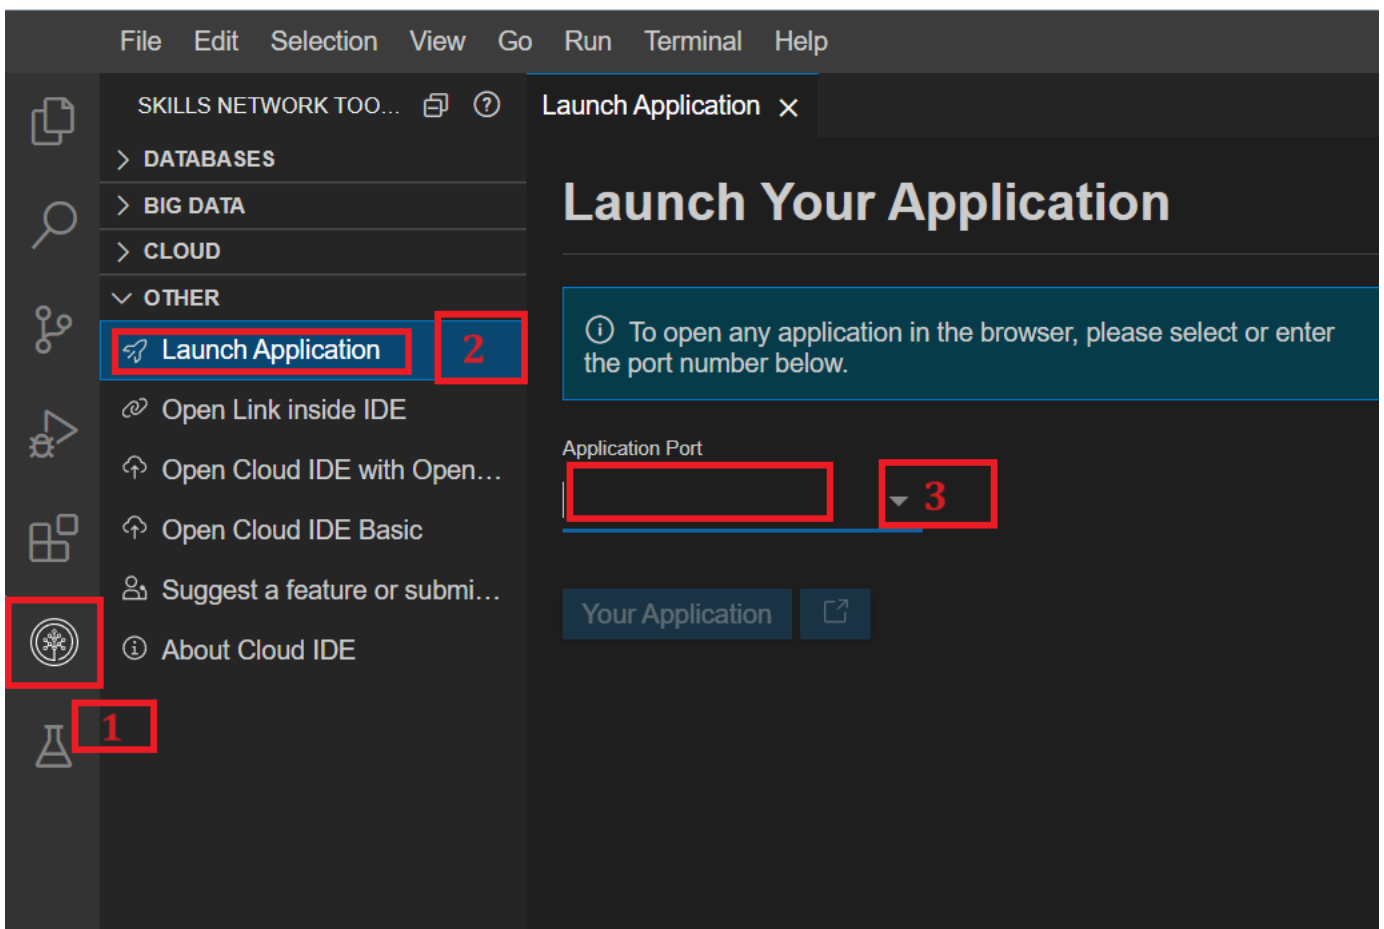 File Edit Selection View Go Run Terminal Help
SKILLS NETWORK TOO...
Launch Application
DATABASES
BIG DATA
CLOUD
OTHER
Launch Application 2
Open Link inside IDE
Open Cloud IDE with Open...
Open Cloud IDE Basic
Suggest a feature or submi...
About Cloud IDE
1
Launch Your Application
To open any application in the browser, please select or enter
the port number below.
Application Port
3
Your Application